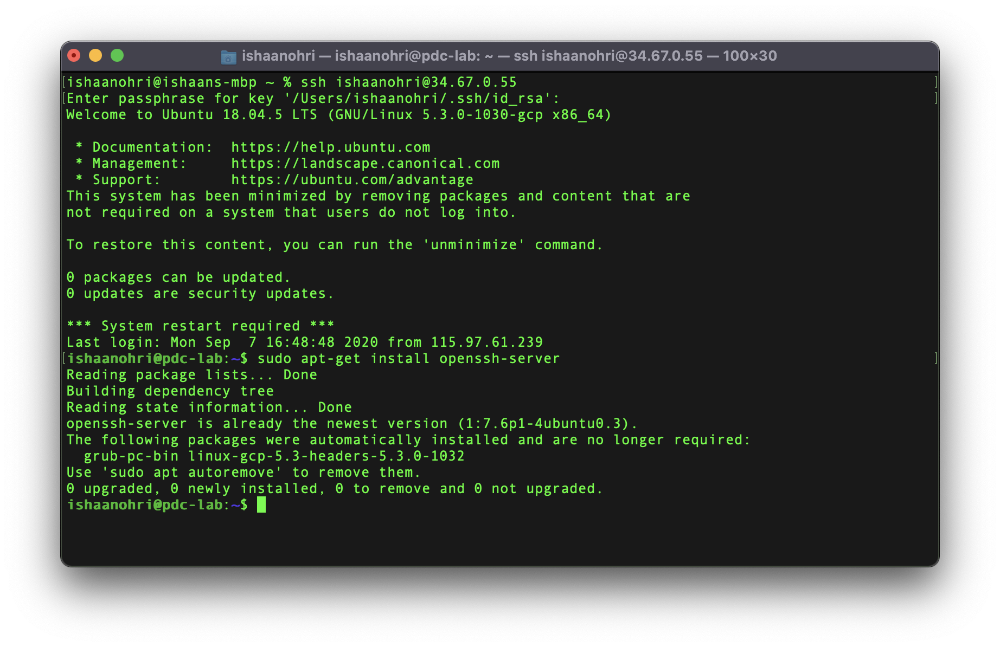 ishaanohri — ishaanohri@pdc-lab: ~ — ssh ishaanohri@34.67.0.55 — 100×30
[ishaanohri@ishaans-mbp ~ % ssh ishaanohri@34.67.0.55 ]
[Enter passphrase for key '/Users/ishaanohri/.ssh/id_rsa': ]
Welcome to Ubuntu 18.04.5 LTS (GNU/Linux 5.3.0-1030-gcp x86_64)
 * Documentation:  https://help.ubuntu.com
 * Management:     https://landscape.canonical.com
 * Support:        https://ubuntu.com/advantage
This system has been minimized by removing packages and content that are
not required on a system that users do not log into.
To restore this content, you can run the 'unminimize' command.
0 packages can be updated.
0 updates are security updates.
*** System restart required ***
Last login: Mon Sep  7 16:48:48 2020 from 115.97.61.239
[ishaanohri@pdc-lab:~$ sudo apt-get install openssh-server ]
Reading package lists... Done
Building dependency tree
Reading state information... Done
openssh-server is already the newest version (1:7.6p1-4ubuntu0.3).
The following packages were automatically installed and are no longer required:
  grub-pc-bin linux-gcp-5.3-headers-5.3.0-1032
Use 'sudo apt autoremove' to remove them.
0 upgraded, 0 newly installed, 0 to remove and 0 not upgraded.
ishaanohri@pdc-lab:~$